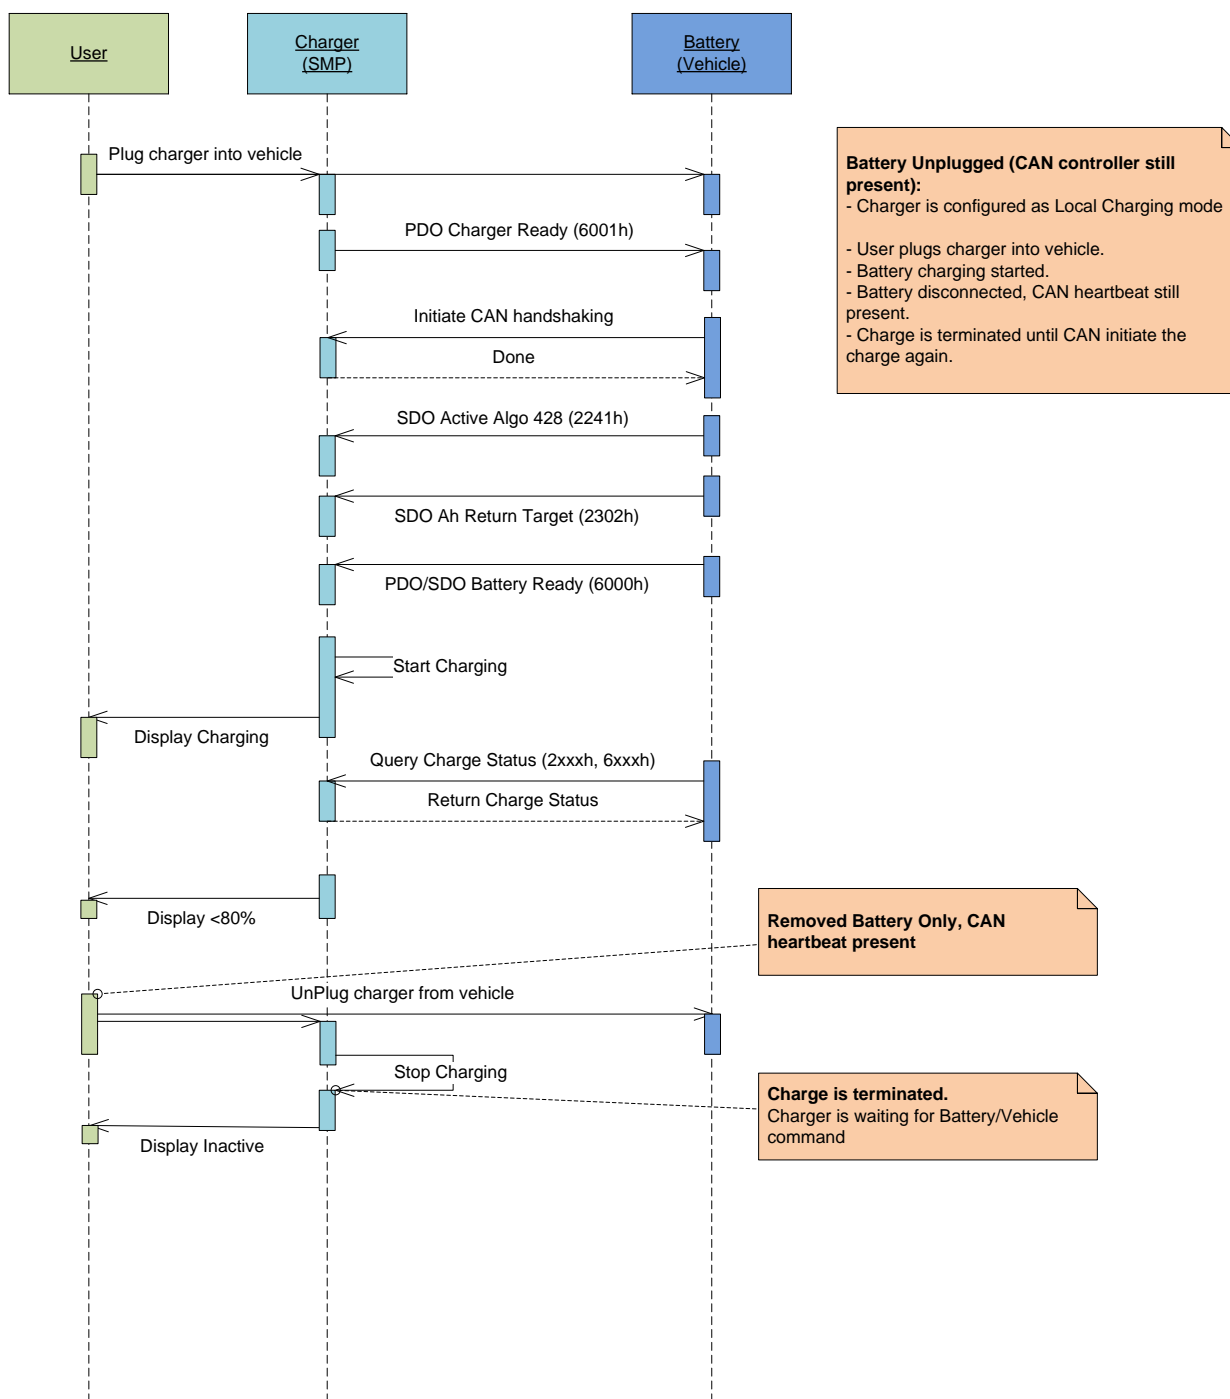 User
Charger
(SMP)
Battery
(Vehicle)
Plug charger into vehicle
Battery Unplugged (CAN controller still
present):
- Charger is configured as Local Charging mode
- User plugs charger into vehicle.
- Battery charging started.
- Battery disconnected, CAN heartbeat still
present.
- Charge is terminated until CAN initiate the
charge again.
PDO Charger Ready (6001h)
Initiate CAN handshaking
Done
SDO Active Algo 428 (2241h)
SDO Ah Return Target (2302h)
PDO/SDO Battery Ready (6000h)
Start Charging
Display Charging
Query Charge Status (2xxxh, 6xxxh)
Return Charge Status
Display <80%
Removed Battery Only, CAN
heartbeat present
UnPlug charger from vehicle
Stop Charging
Charge is terminated.
Charger is waiting for Battery/Vehicle
command
Display Inactive